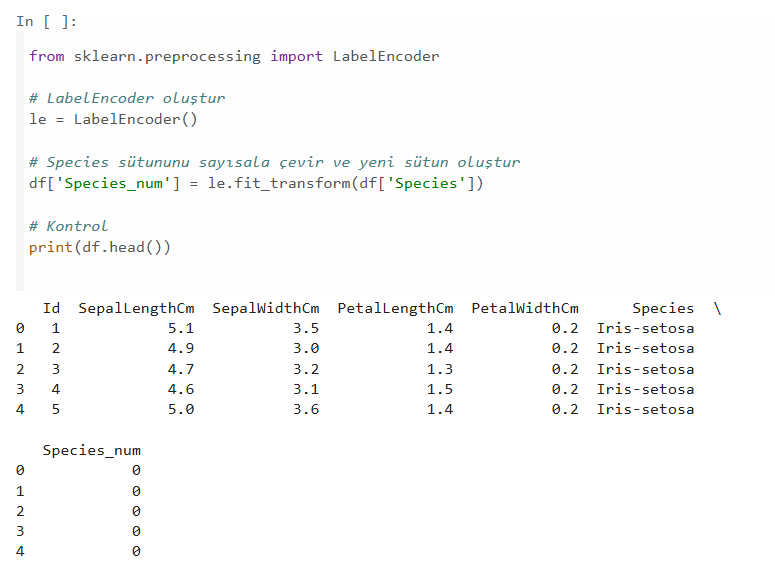 In [ ]:
from sklearn.preprocessing import LabelEncoder
# LabelEncoder oluştur
le = LabelEncoder()
# Species sütununu sayısala çevir ve yeni sütun oluştur
df['Species_num'] = le.fit_transform(df['Species'])
# Kontrol
print(df.head())
Id SepalLengthCm SepalWidthCm PetalLengthCm PetalWidthCm Species \
0 1 5.1 3.5 1.4 0.2 Iris-setosa
1 2 4.9 3.0 1.4 0.2 Iris-setosa
2 3 4.7 3.2 1.3 0.2 Iris-setosa
3 4 4.6 3.1 1.5 0.2 Iris-setosa
4 5 5.0 3.6 1.4 0.2 Iris-setosa
Species_num
0 0
1 0
2 0
3 0
4 0